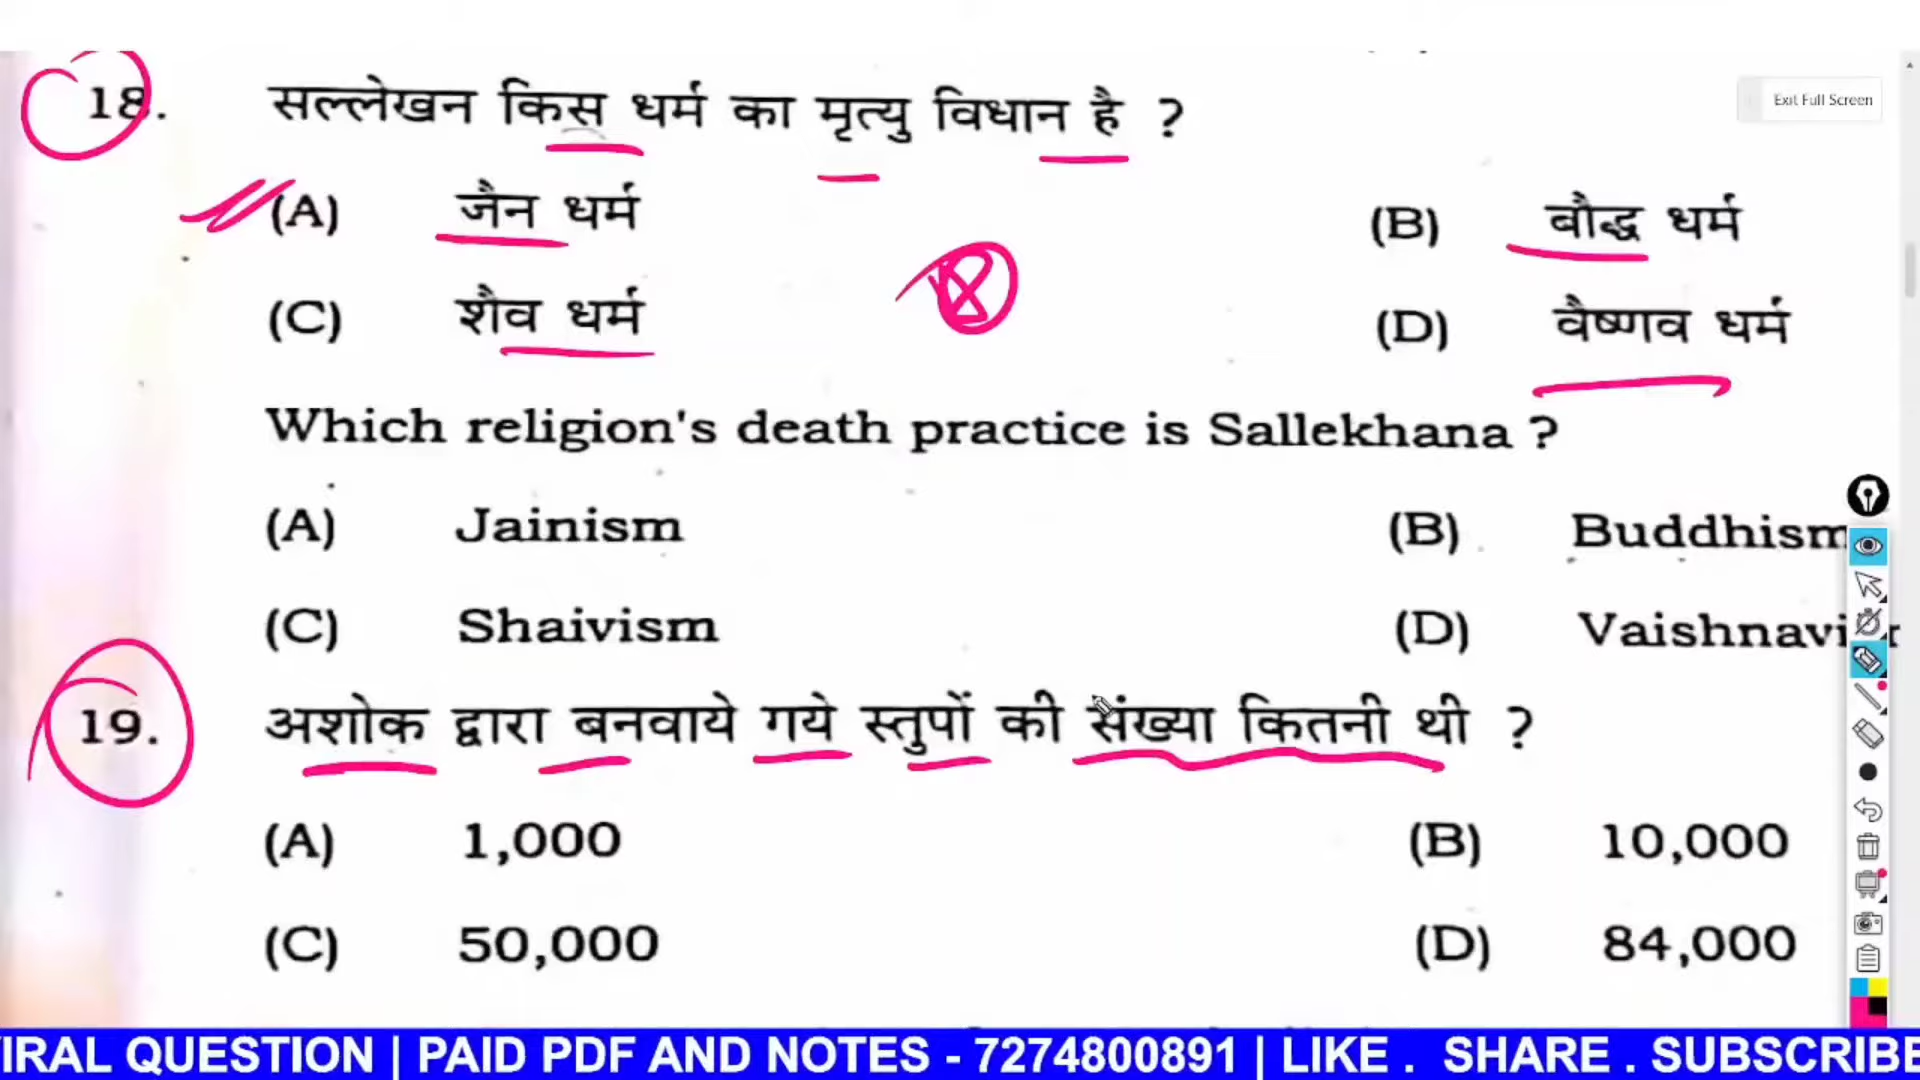 Exit Full Screen
18. सल्लेखन किस धर्म का मृत्यु विधान है ?
(A) जैन धर्म (B) बौद्ध धर्म
(C) शैव धर्म (D) वैष्णव धर्म
Which religion's death practice is Sallekhana ?
(A) Jainism (B) Buddhism
(C) Shaivism (D) Vaishnavi
19. अशोक द्वारा बनवाये गये स्तुपों की संख्या कितनी थी ?
(A) 1,000 (B) 10,000
(C) 50,000 (D) 84,000
VIRAL QUESTION | PAID PDF AND NOTES - 7274800891 | LIKE . SHARE . SUBSCRIBE